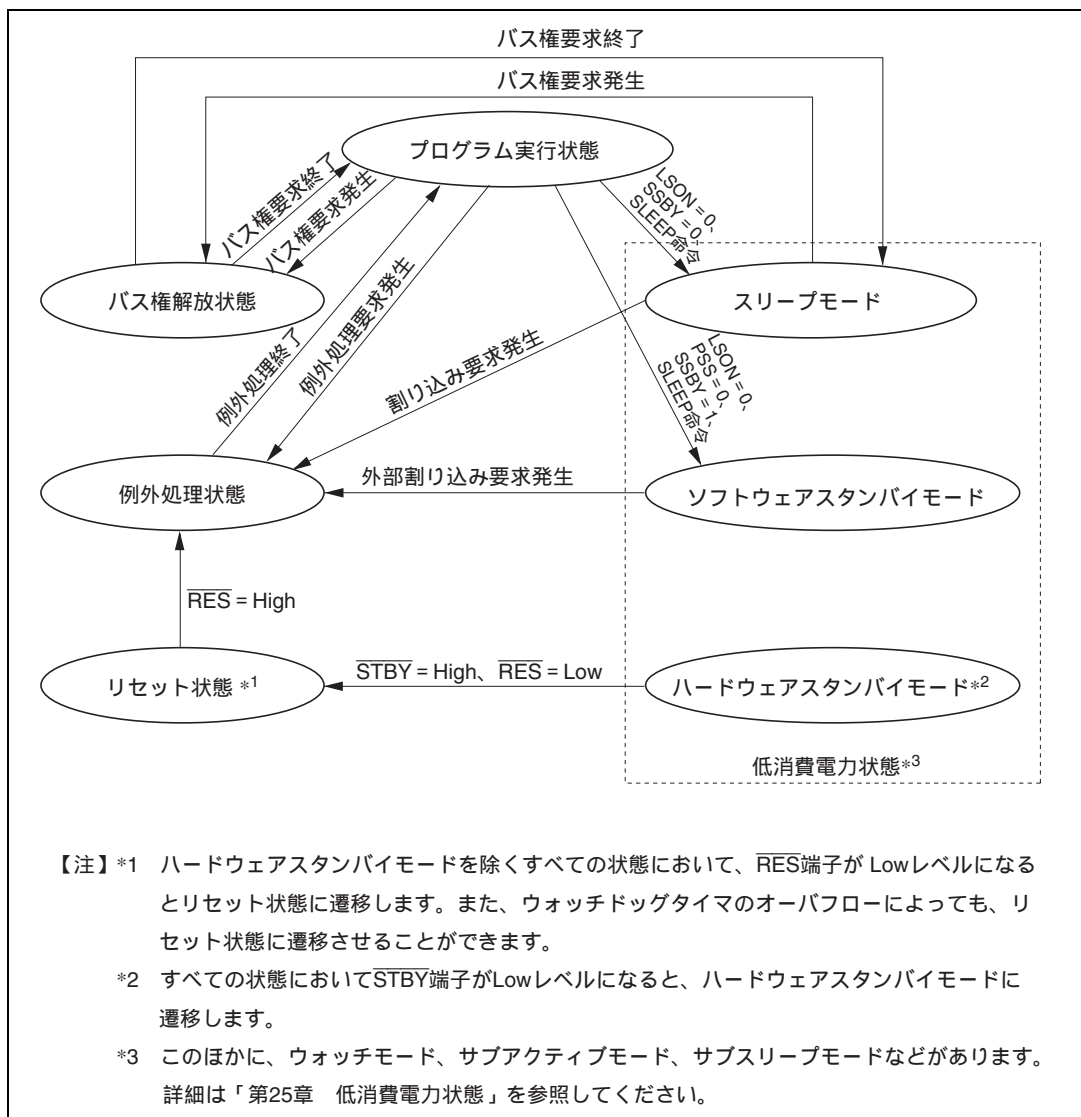 バス権要求終了
バス権要求発生
プログラム実行状態
バス権要求終了
バス権要求発生
LSON = 0、
SSBY = 0、
SLEEP命令
バス権解放状態
スリープモード
例外処理終了
例外処理要求発生
割り込み要求発生
LSON = 0、
PSS = 0、
SSBY = 1、
SLEEP命令
例外処理状態
外部割り込み要求発生
ソフトウェアスタンバイモード
RES = High
リセット状態 *1
STBY = High、RES = Low
ハードウェアスタンバイモード*2
低消費電力状態*3
【注】*1 ハードウェアスタンバイモードを除くすべての状態において、RES端子が Lowレベルになる
とリセット状態に遷移します。また、ウォッチドッグタイマのオーバフローによっても、リ
セット状態に遷移させることができます。
*2 すべての状態においてSTBY端子がLowレベルになると、ハードウェアスタンバイモードに
遷移します。
*3 このほかに、ウォッチモード、サブアクティブモード、サブスリープモードなどがあります。
詳細は「第25章 低消費電力状態」を参照してください。